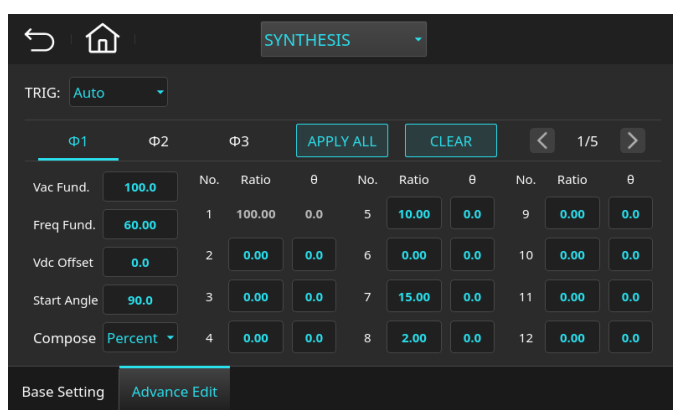 SYNTHESIS
TRIG: Auto
Φ1 Φ2 Φ3 APPLY ALL CLEAR 1/5
Vac Fund. 100.0
Freq Fund. 60.00
Vdc Offset 0.0
Start Angle 90.0
Compose Percent
No. Ratio θ No. Ratio θ No. Ratio θ
1 100.00 0.0 5 10.00 0.0 9 0.00 0.0
2 0.00 0.0 6 0.00 0.0 10 0.00 0.0
3 0.00 0.0 7 15.00 0.0 11 0.00 0.0
4 0.00 0.0 8 2.00 0.0 12 0.00 0.0
Base Setting Advance Edit